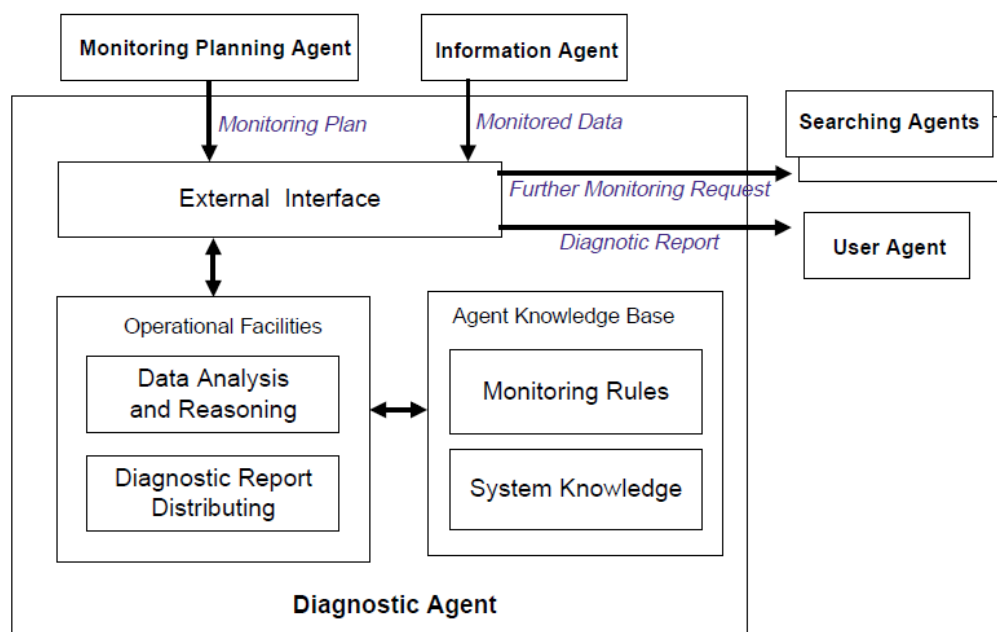 Monitoring Planning Agent
Information Agent
Monitoring Plan
Monitored Data
Searching Agents
External Interface
Further Monitoring Request
Diagnotic Report
User Agent
Operational Facilities
Data Analysis
and Reasoning
Diagnostic Report
Distributing
Agent Knowledge Base
Monitoring Rules
System Knowledge
Diagnostic Agent